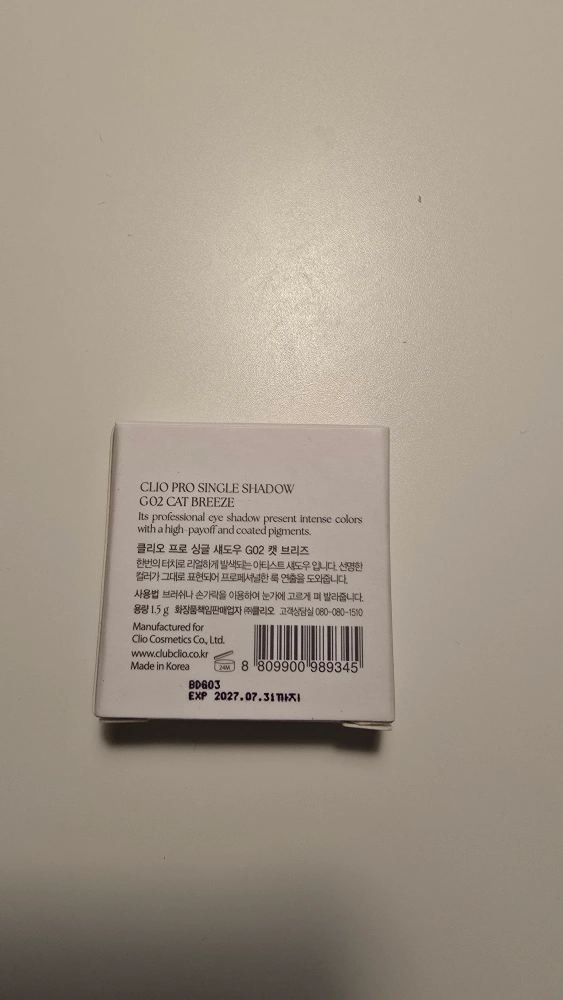 CLIO PRO SINGLE SHADOW
G02 CAT BREEZE
Its professional eye shadow present intense colors
with a high-payoff and coated pigments.
클리오 프로 싱글 섀도우 G02 캣 브리즈
한번의 터치로 리얼하게 발색되는 아티스트 섀도우 입니다. 선명한
컬러가 그대로 표현되어 프로페셔널한 룩 연출을 도와줍니다.
사용법 브러쉬나 손가락을 이용하여 눈가에 고르게 펴 발라줍니다.
용량 1.5 g 화장품책임판매업자 ㈜클리오 고객상담실 080-080-1510
Manufactured for
Clio Cosmetics Co., Ltd.
www.clubclio.co.kr
Made in Korea
24M
8 809900 989345
BDG03
EXP 2027.07.31까지